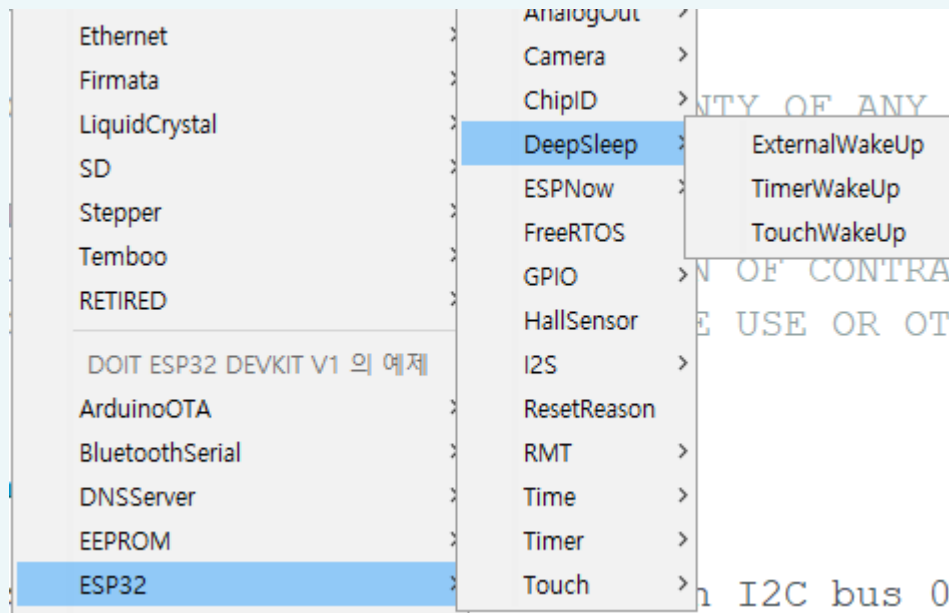 Ethernet
Firmata
LiquidCrystal
SD
Stepper
Temboo
RETIRED
DOIT ESP32 DEVKIT V1 의 예제
ArduinoOTA
BluetoothSerial
DNSServer
EEPROM
ESP32
AnalogOut
Camera
ChipID
DeepSleep
ESPNow
FreeRTOS
GPIO
HallSensor
I2S
ResetReason
RMT
Time
Timer
Touch
ExternalWakeUp
TimerWakeUp
TouchWakeUp
NTY OF ANY
N OF CONTRA
E USE OR OT
n I2C bus 0